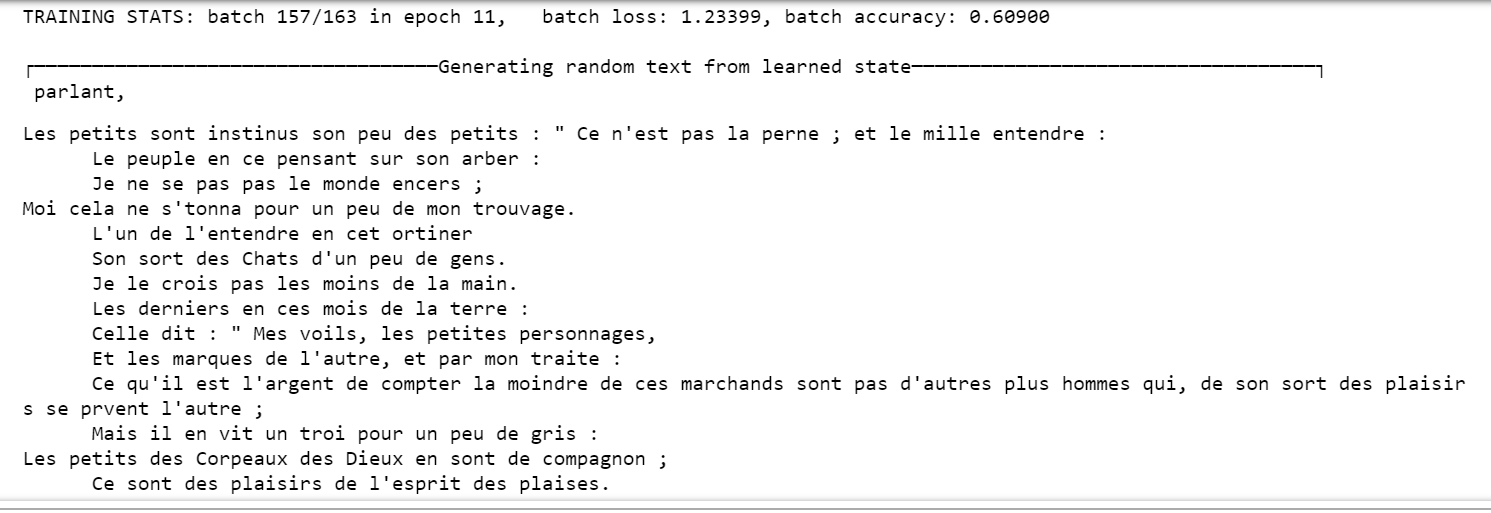 TRAINING STATS: batch 157/163 in epoch 11,   batch loss: 1.23399, batch accuracy: 0.60900
┌───────────────────────────────────Generating random text from learned state───────────────────────────────────┐
parlant,
Les petits sont instinus son peu des petits : " Ce n'est pas la perne ; et le mille entendre :
Le peuple en ce pensant sur son arber :
Je ne se pas pas le monde encers ;
Moi cela ne s'tonna pour un peu de mon trouvage.
L'un de l'entendre en cet ortiner
Son sort des Chats d'un peu de gens.
Je le crois pas les moins de la main.
Les derniers en ces mois de la terre :
Celle dit : " Mes voils, les petites personnages,
Et les marques de l'autre, et par mon traite :
Ce qu'il est l'argent de compter la moindre de ces marchands sont pas d'autres plus hommes qui, de son sort des plaisir
s se prvent l'autre ;
Mais il en vit un troi pour un peu de gris :
Les petits des Corpeaux des Dieux en sont de compagnon ;
Ce sont des plaisirs de l'esprit des plaises.